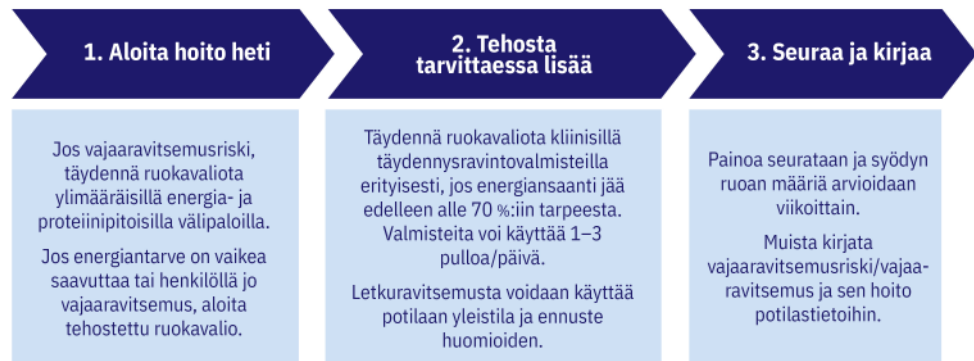 1. Aloita hoito heti
Jos vajaaravitsemusriski,
täydennä ruokavaliota
ylimääräisillä energia- ja
proteiinipitoisilla välipaloilla.
Jos energiantarve on vaikea
saavuttaa tai henkilöllä jo
vajaaravitsemus, aloita
tehostettu ruokavalio.
2. Tehosta
tarvittaessa lisää
Täydennä ruokavaliota kliinisillä
täydennysravintovalmisteilla
erityisesti, jos energiansaanti jää
edelleen alle 70 %:iin tarpeesta.
Valmisteita voi käyttää 1–3
pulloa/päivä.
Letkuravitsemusta voidaan käyttää
potilaan yleistila ja ennuste
huomioiden.
3. Seuraa ja kirjaa
Painoa seurataan ja syödyn
ruoan määriä arvioidaan
viikoittain.
Muista kirjata
vajaaravitsemusriski/vajaa-
ravitsemus ja sen hoito
potilastietoihin.